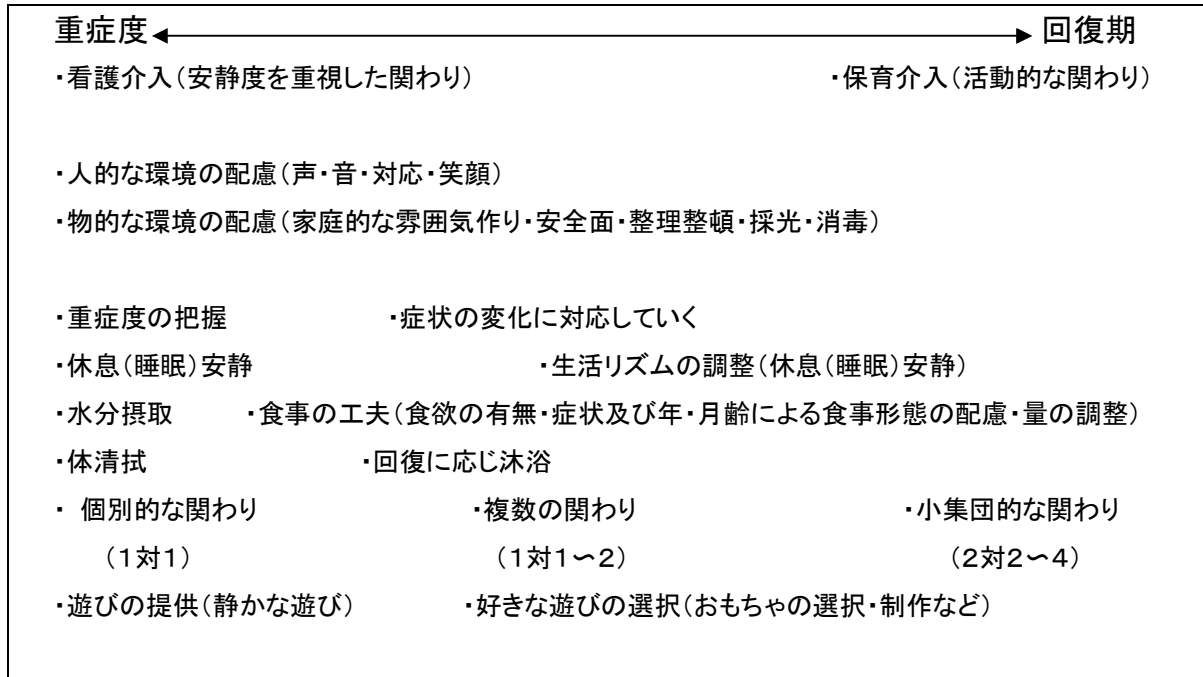 重症度 回復期
・看護介入（安静度を重視した関わり） ・保育介入（活動的な関わり）
・人的な環境の配慮（声・音・対応・笑顔）
・物的な環境の配慮（家庭的な雰囲気作り・安全面・整理整頓・採光・消毒）
・重症度の把握 ・症状の変化に対応していく
・休息（睡眠）安静 ・生活リズムの調整（休息（睡眠）安静）
・水分摂取 ・食事の工夫（食欲の有無・症状及び年・月齢による食事形態の配慮・量の調整）
・体清拭 ・回復に応じ沐浴
・ 個別的な関わり ・複数の関わり ・小集団的な関わり
（１対１） （１対１～２） （２対２～４）
・遊びの提供（静かな遊び） ・好きな遊びの選択（おもちゃの選択・制作など）